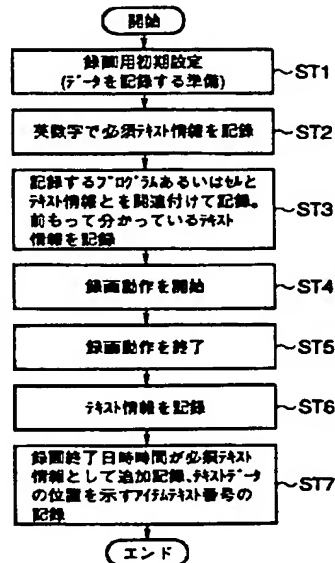 開始
録画用初期設定
(データを記録する準備)
ST1
英数字で必須テキスト情報を記録
ST2
記録するプログラムあるいはセルと
テキスト情報とを関連付けて記録。
前もって分かっているテキスト
情報を記録
ST3
録画動作を開始
ST4
録画動作を終了
ST5
テキスト情報を記録
ST6
録画終了日時時間が必須テキスト
情報として追加記録、テキストデータ
の位置を示すアイテムテキスト番号の
記録
ST7
エンド